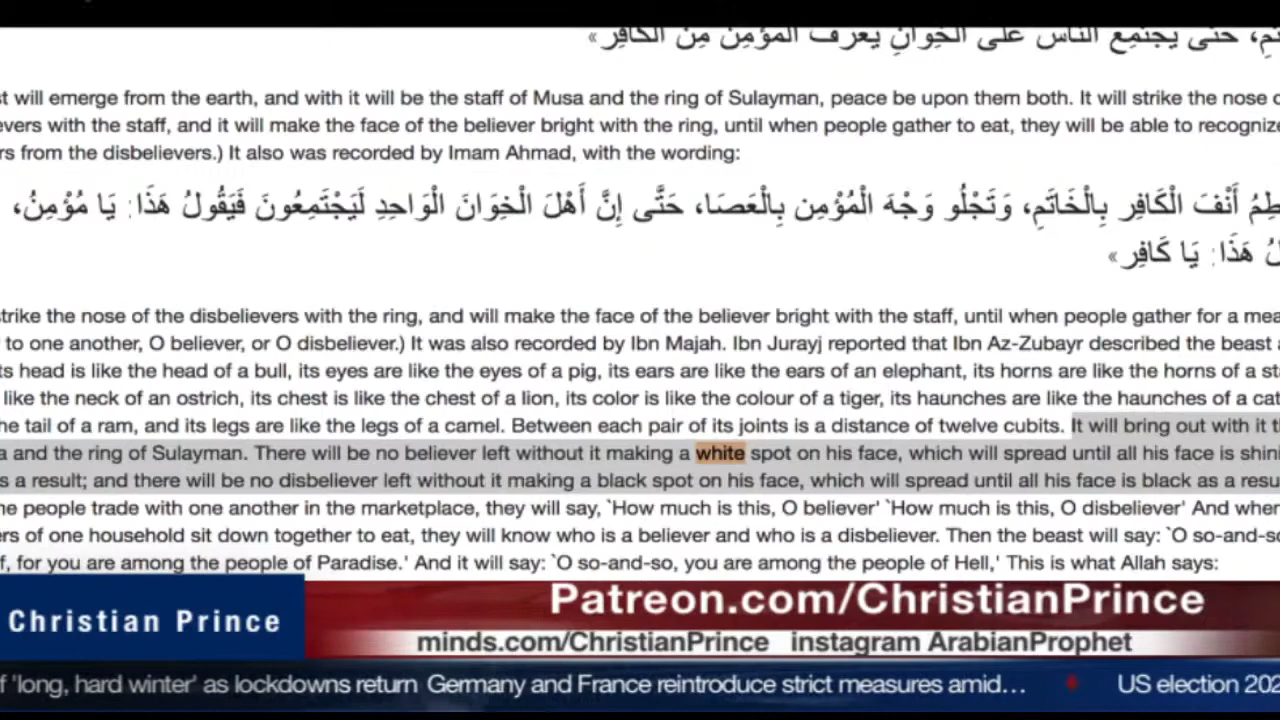 حَتَّى يَجْتَمِعَ النَّاسُ عَلَى الْخِوَانِ يُعْرَفُ الْمُؤْمِنُ مِنَ الْكَافِرِ»
will emerge from the earth, and with it will be the staff of Musa and the ring of Sulayman, peace be upon them both. It will strike the nose
with the staff, and it will make the face of the believer bright with the ring, until when people gather to eat, they will be able to recognize
from the disbelievers.) It also was recorded by Imam Ahmad, with the wording:
أَنْفَ الْكَافِرِ بِالْخَاتَمِ، وَتَجْلُو وَجْهَ الْمُؤْمِنِ بِالْعَصَا، حَتَّى إِنَّ أَهْلَ الْخِوَانَ الْوَاحِدِ لَيَجْتَمِعُونَ فَيَقُولُ هَذَا: يَا مُؤْمِنُ،
هَذَا: يَا كَافِرِ»
strike the nose of the disbelievers with the ring, and will make the face of the believer bright with the staff, until when people gather for a
to one another, O believer, or O disbeliever.) It was also recorded by Ibn Majah. Ibn Jurayj reported that Ibn Az-Zubayr described the beast
its head is like the head of a bull, its eyes are like the eyes of a pig, its ears are like the ears of an elephant, its horns are like the horns of a
like the neck of an ostrich, its chest is like the chest of a lion, its color is like the colour of a tiger, its haunches are like the haunches of a cat
the tail of a ram, and its legs are like the legs of a camel. Between each pair of its joints is a distance of twelve cubits. It will bring out with it
and the ring of Sulayman. There will be no believer left without it making a white spot on his face, which will spread until all his face is
as a result; and there will be no disbeliever left without it making a black spot on his face, which will spread until all his face is black as a
the people trade with one another in the marketplace, they will say, `How much is this, O believer' `How much is this, O disbeliever' And when
of one household sit down together to eat, they will know who is a believer and who is a disbeliever. Then the beast will say: `O so-and-so
for you are among the people of Paradise.' And it will say: `O so-and-so, you are among the people of Hell,' This is what Allah says:
Christian Prince
Patreon.com/ChristianPrince
minds.com/ChristianPrince instagram ArabianProphet
'long, hard winter' as lockdowns return Germany and France reintroduce strict measures amid... US election